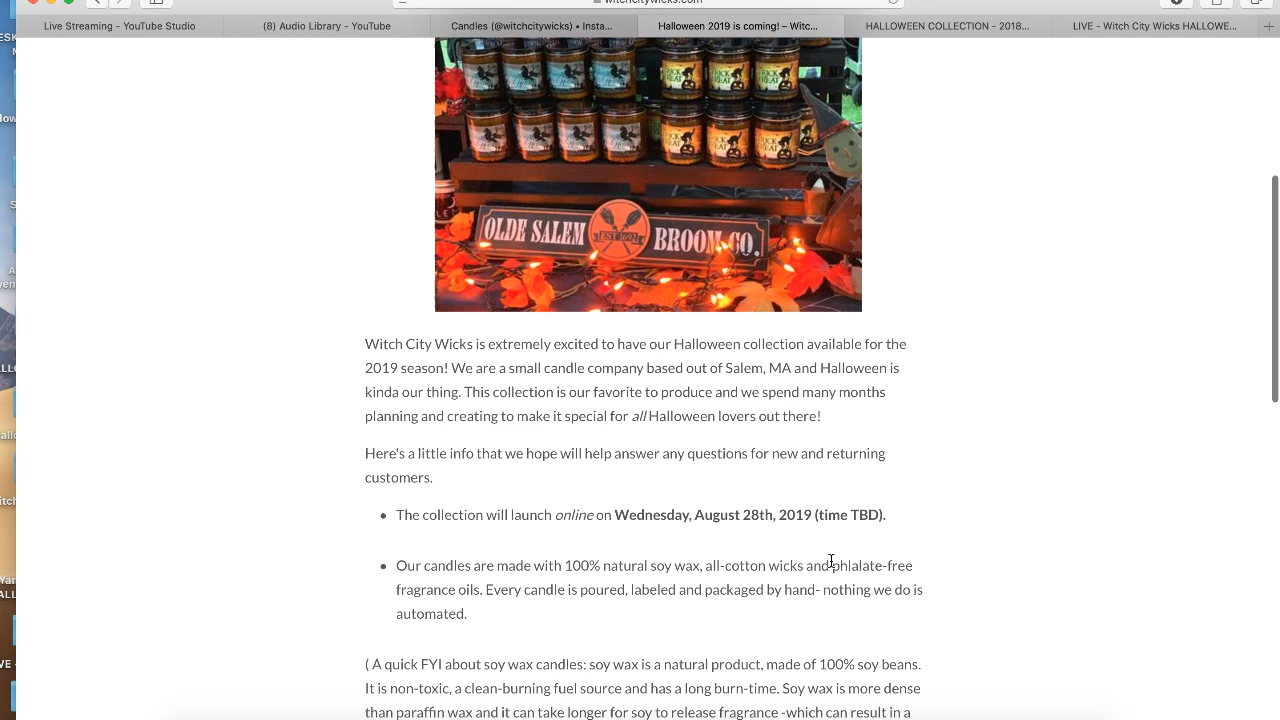 witchcitywicks.com
Live Streaming - YouTube Studio
(8) Audio Library - YouTube
Candles (@witchcitywicks) • Insta...
Halloween 2019 is coming! – Witc...
HALLOWEEN COLLECTION - 2018...
LIVE - Witch City Wicks HALLOWE...
TRICK TREAT
OLDE SALEM EST 1692 BROOM CO.
Witch City Wicks is extremely excited to have our Halloween collection available for the
2019 season! We are a small candle company based out of Salem, MA and Halloween is
kinda our thing. This collection is our favorite to produce and we spend many months
planning and creating to make it special for all Halloween lovers out there!
Here's a little info that we hope will help answer any questions for new and returning
customers.
• The collection will launch online on Wednesday, August 28th, 2019 (time TBD).
• Our candles are made with 100% natural soy wax, all-cotton wicks and phlalate-free
fragrance oils. Every candle is poured, labeled and packaged by hand- nothing we do is
automated.
( A quick FYI about soy wax candles: soy wax is a natural product, made of 100% soy beans.
It is non-toxic, a clean-burning fuel source and has a long burn-time. Soy wax is more dense
than paraffin wax and it can take longer for soy to release fragrance -which can result in a